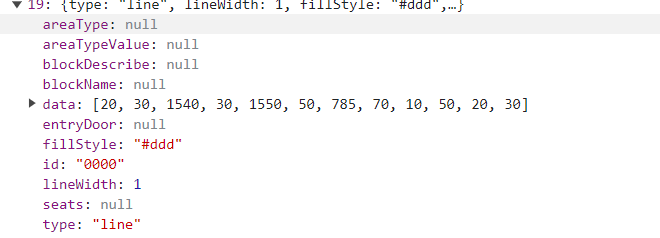 19: {type: "line", lineWidth: 1, fillStyle: "#ddd",…}
areaType: null
areaTypeValue: null
blockDescribe: null
blockName: null
data: [20, 30, 1540, 30, 1550, 50, 785, 70, 10, 50, 20, 30]
entryDoor: null
fillStyle: "#ddd"
id: "0000"
lineWidth: 1
seats: null
type: "line"